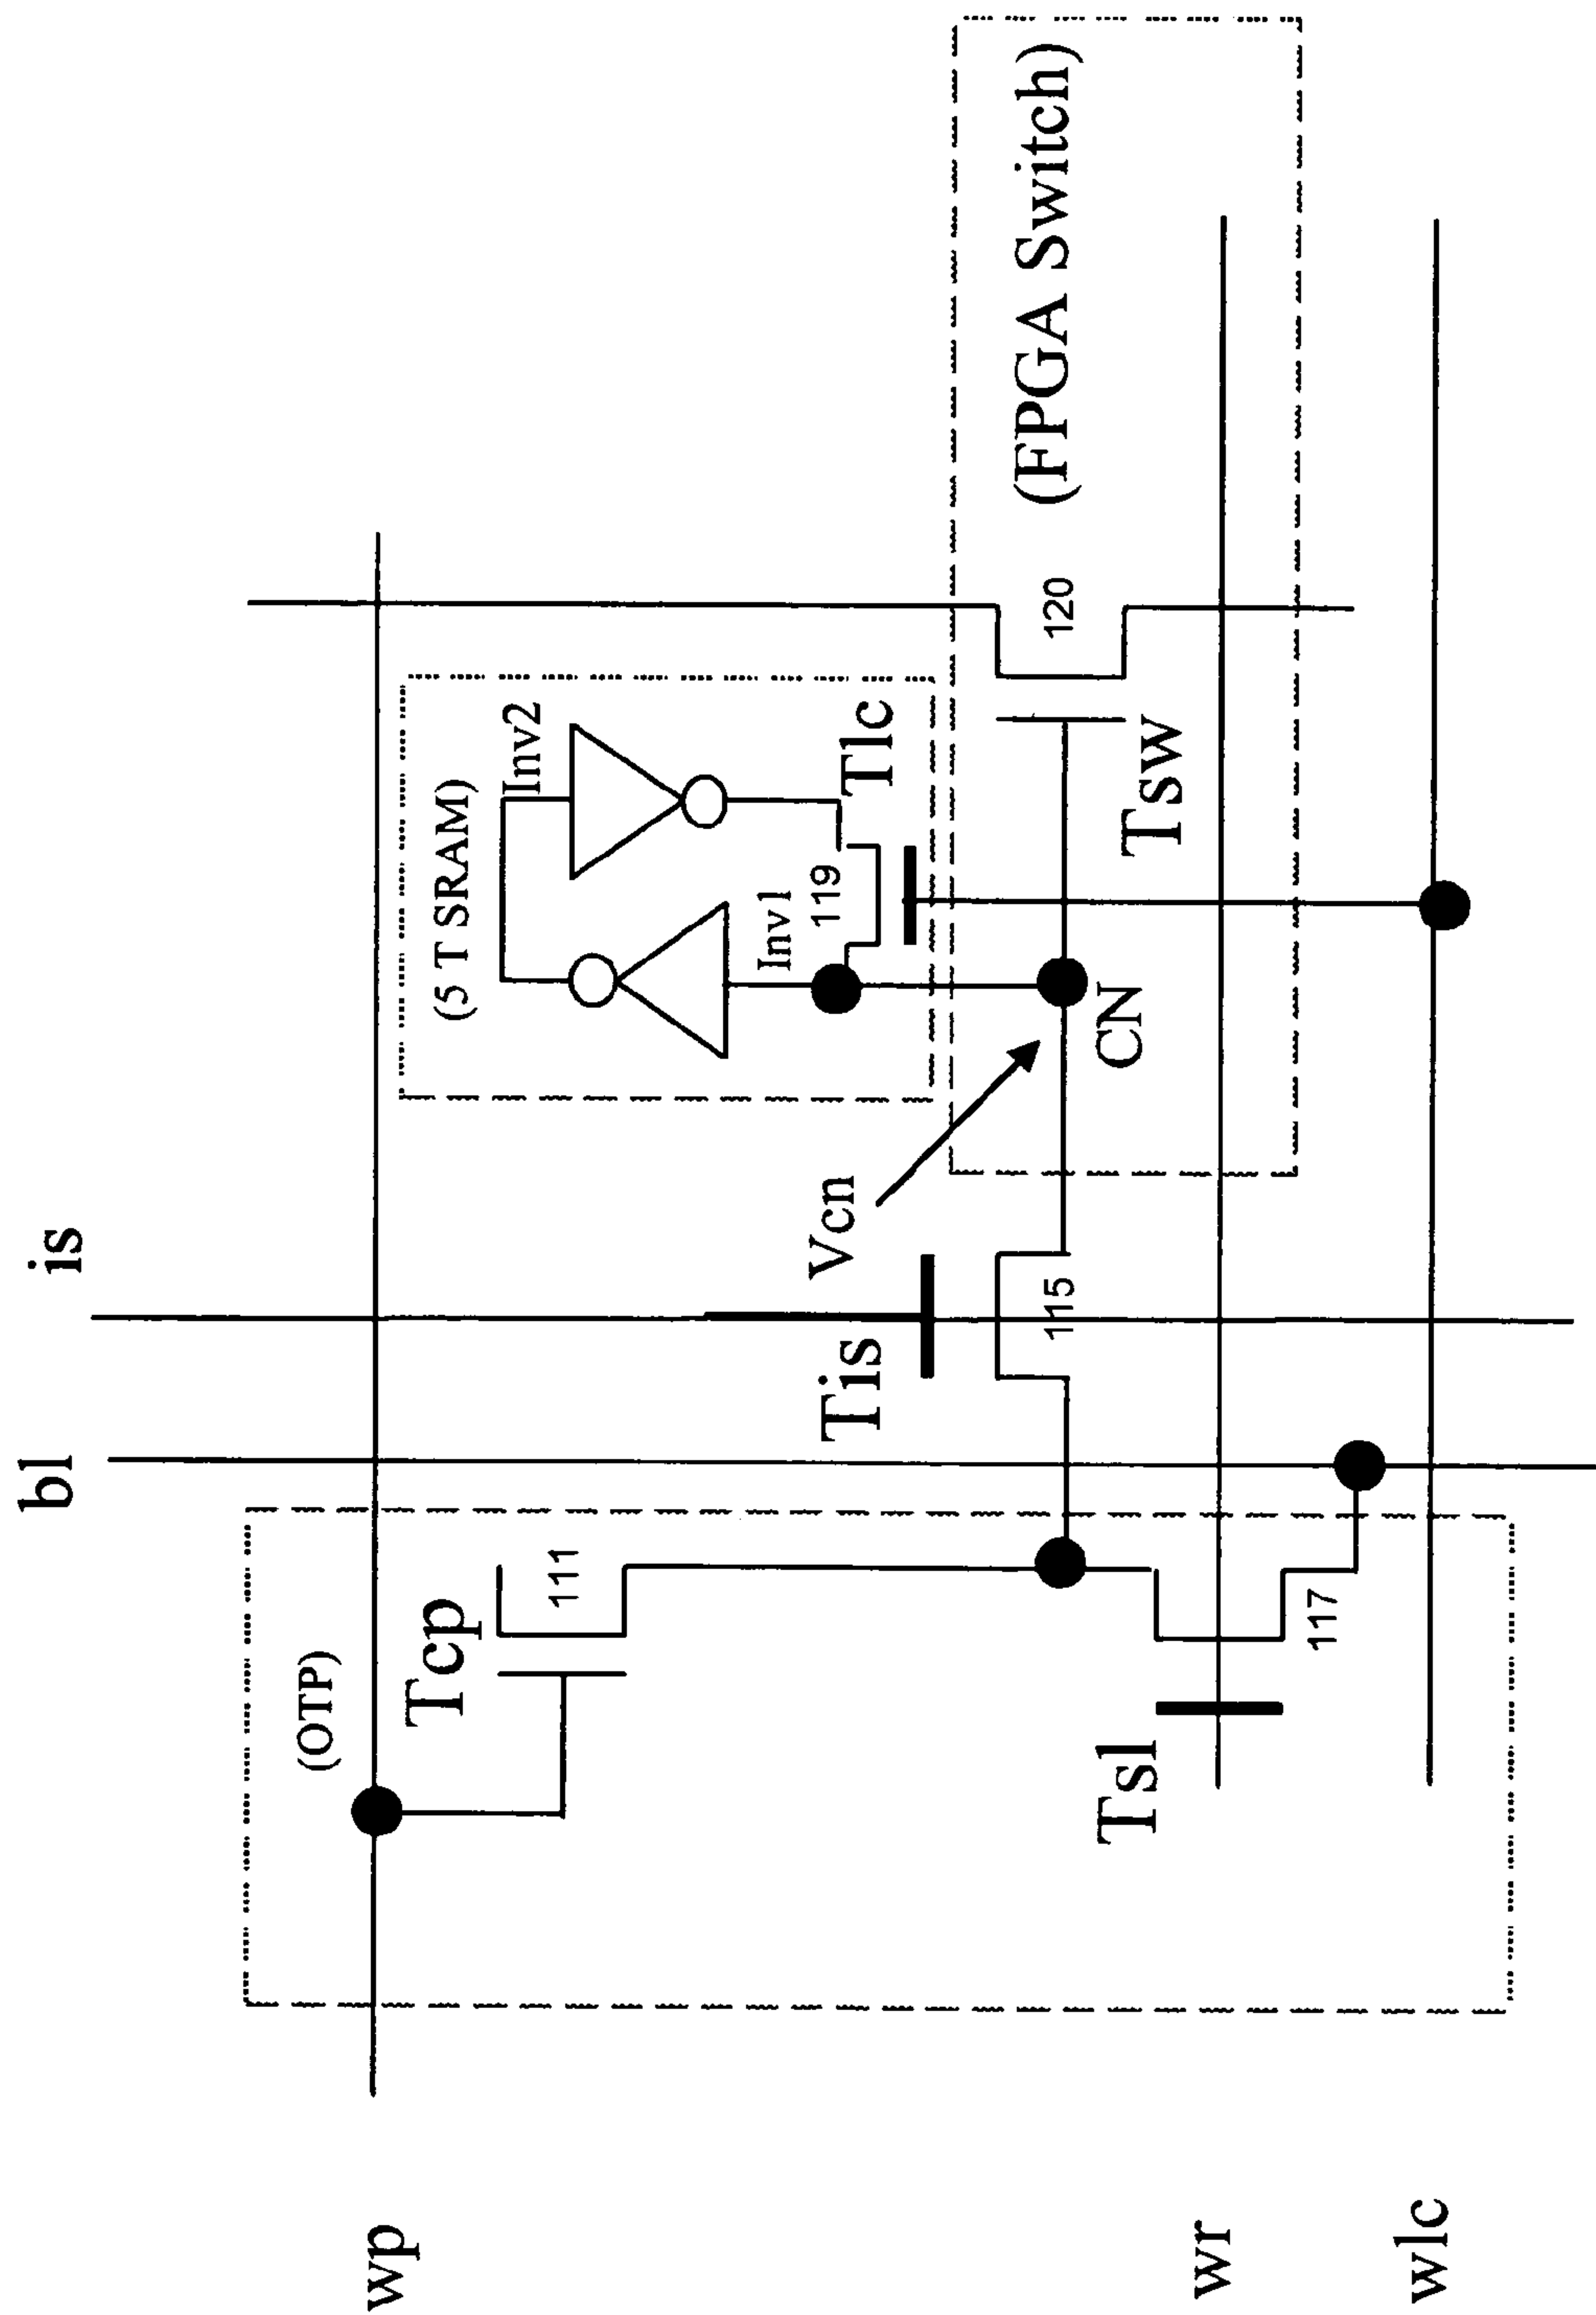 bl
is
wp
(OTP)
Tcp
111
(5 T SRAM)
Inv2
Inv1
119
Tlc
Tis
Vcn
115
CN
Tsw
120
(FPGA Switch)
Tsl
117
wr
wlc